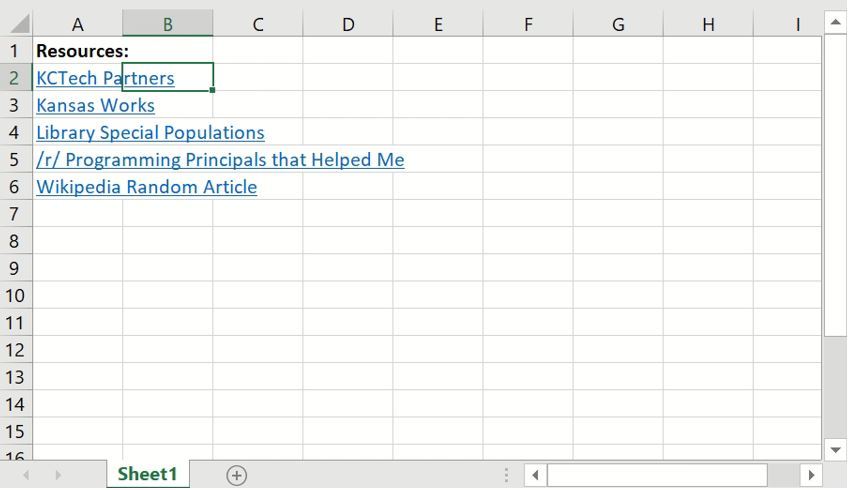 A B C D E F G H I
1 Resources:
2 KCTech Partners
3 Kansas Works
4 Library Special Populations
5 /r/ Programming Principals that Helped Me
6 Wikipedia Random Article
7
8
9
10
11
12
13
14
15
16
Sheet1